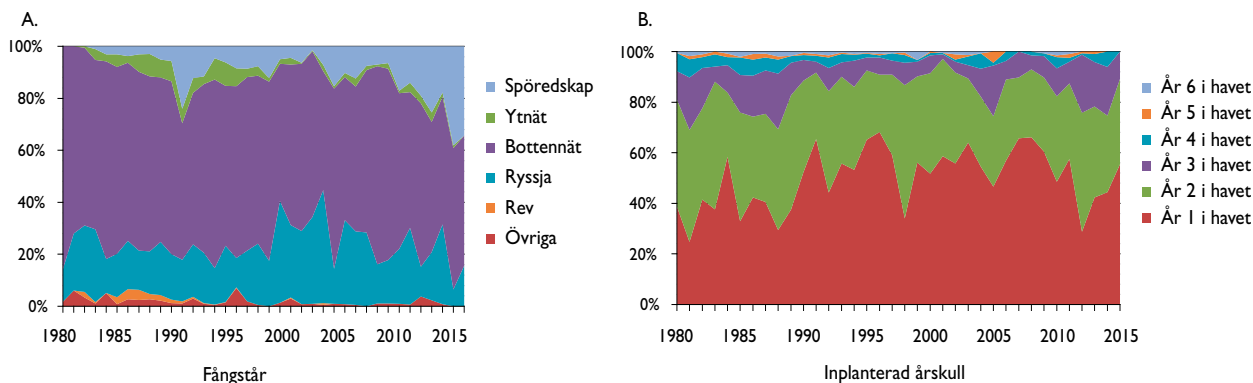 A.
100%
80%
60%
40%
20%
0%
1980 1985 1990 1995 2000 2005 2010 2015
Fångstår
Spöredskap
Ytnät
Bottennät
Ryssja
Rev
Övriga
B.
100%
80%
60%
40%
20%
0%
1980 1985 1990 1995 2000 2005 2010 2015
Inplanterad årskull
År 6 i havet
År 5 i havet
År 4 i havet
År 3 i havet
År 2 i havet
År 1 i havet